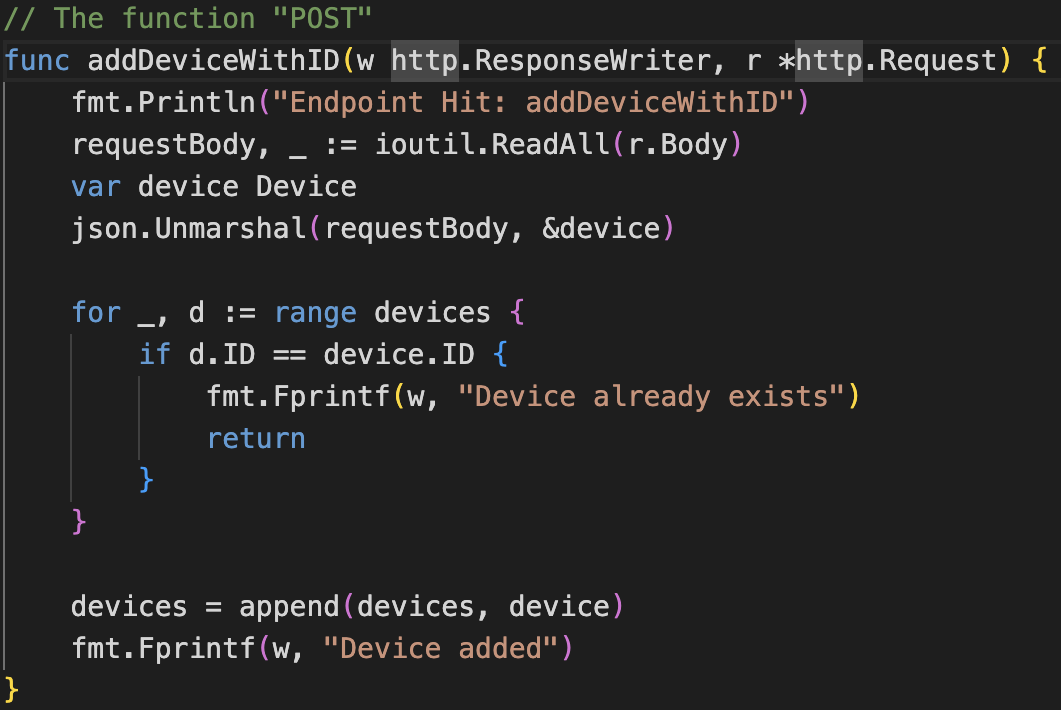 // The function "POST"
func addDeviceWithID(w http.ResponseWriter, r *http.Request) {
    fmt.Println("Endpoint Hit: addDeviceWithID")
    requestBody, _ := ioutil.ReadAll(r.Body)
    var device Device
    json.Unmarshal(requestBody, &device)

    for _, d := range devices {
        if d.ID == device.ID {
            fmt.Fprintf(w, "Device already exists")
            return
        }
    }

    devices = append(devices, device)
    fmt.Fprintf(w, "Device added")
}